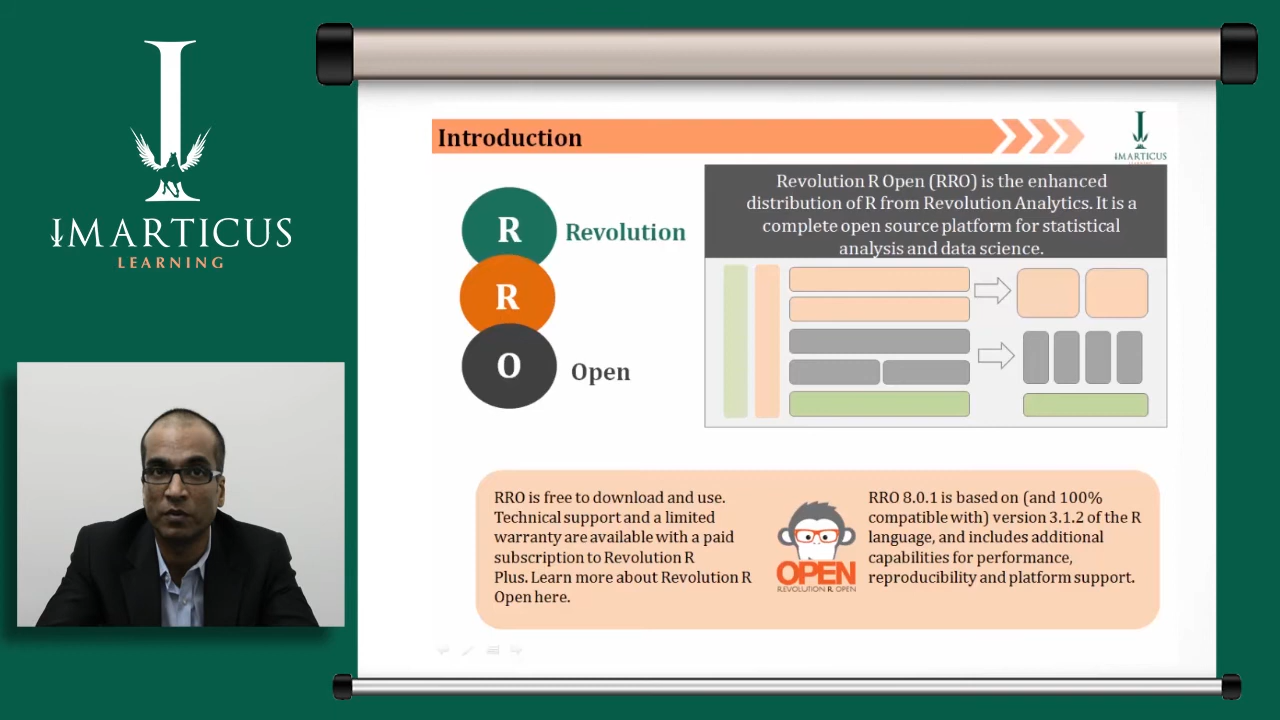 IMARTICUS
LEARNING
Introduction
IMARTICUS
LEARNING
R
Revolution
R
O
Open
Revolution R Open (RRO) is the enhanced
distribution of R from Revolution Analytics. It is a
complete open source platform for statistical
analysis and data science.
RRO is free to download and use.
Technical support and a limited
warranty are available with a paid
subscription to Revolution R
Plus. Learn more about Revolution R
Open here.
OPEN
REVOLUTION R OPEN
RRO 8.0.1 is based on (and 100%
compatible with) version 3.1.2 of the R
language, and includes additional
capabilities for performance,
reproducibility and platform support.